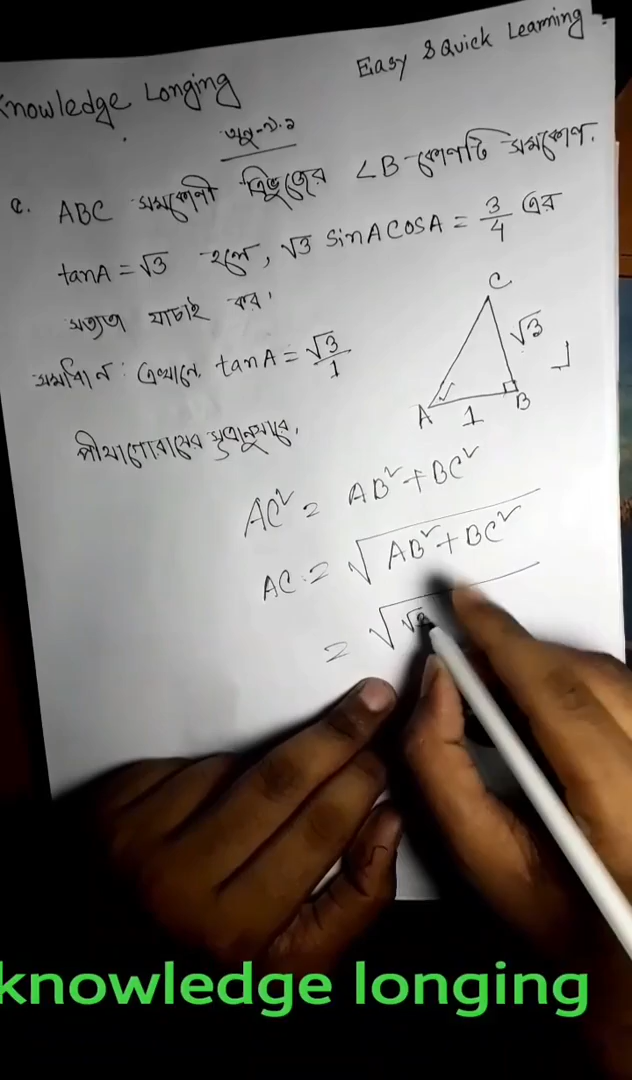 Knowledge Longing
Easy & Quick Learning
অনু-৯.১
৫. ABC সমকোণী ত্রিভুজের ∠B-কোণটি সমকোণ.
tanA = √3 হলে, √3 sinA cosA = 3/4 এর
সত্যতা যাচাই কর।
সমাধান: এখানে, tanA = √3/1
C
√3
A
1
B
পীথাগোরাসের সূত্রানুসারে,
AC² = AB² + BC²
AC = √AB² + BC²
= √√3
knowledge longing